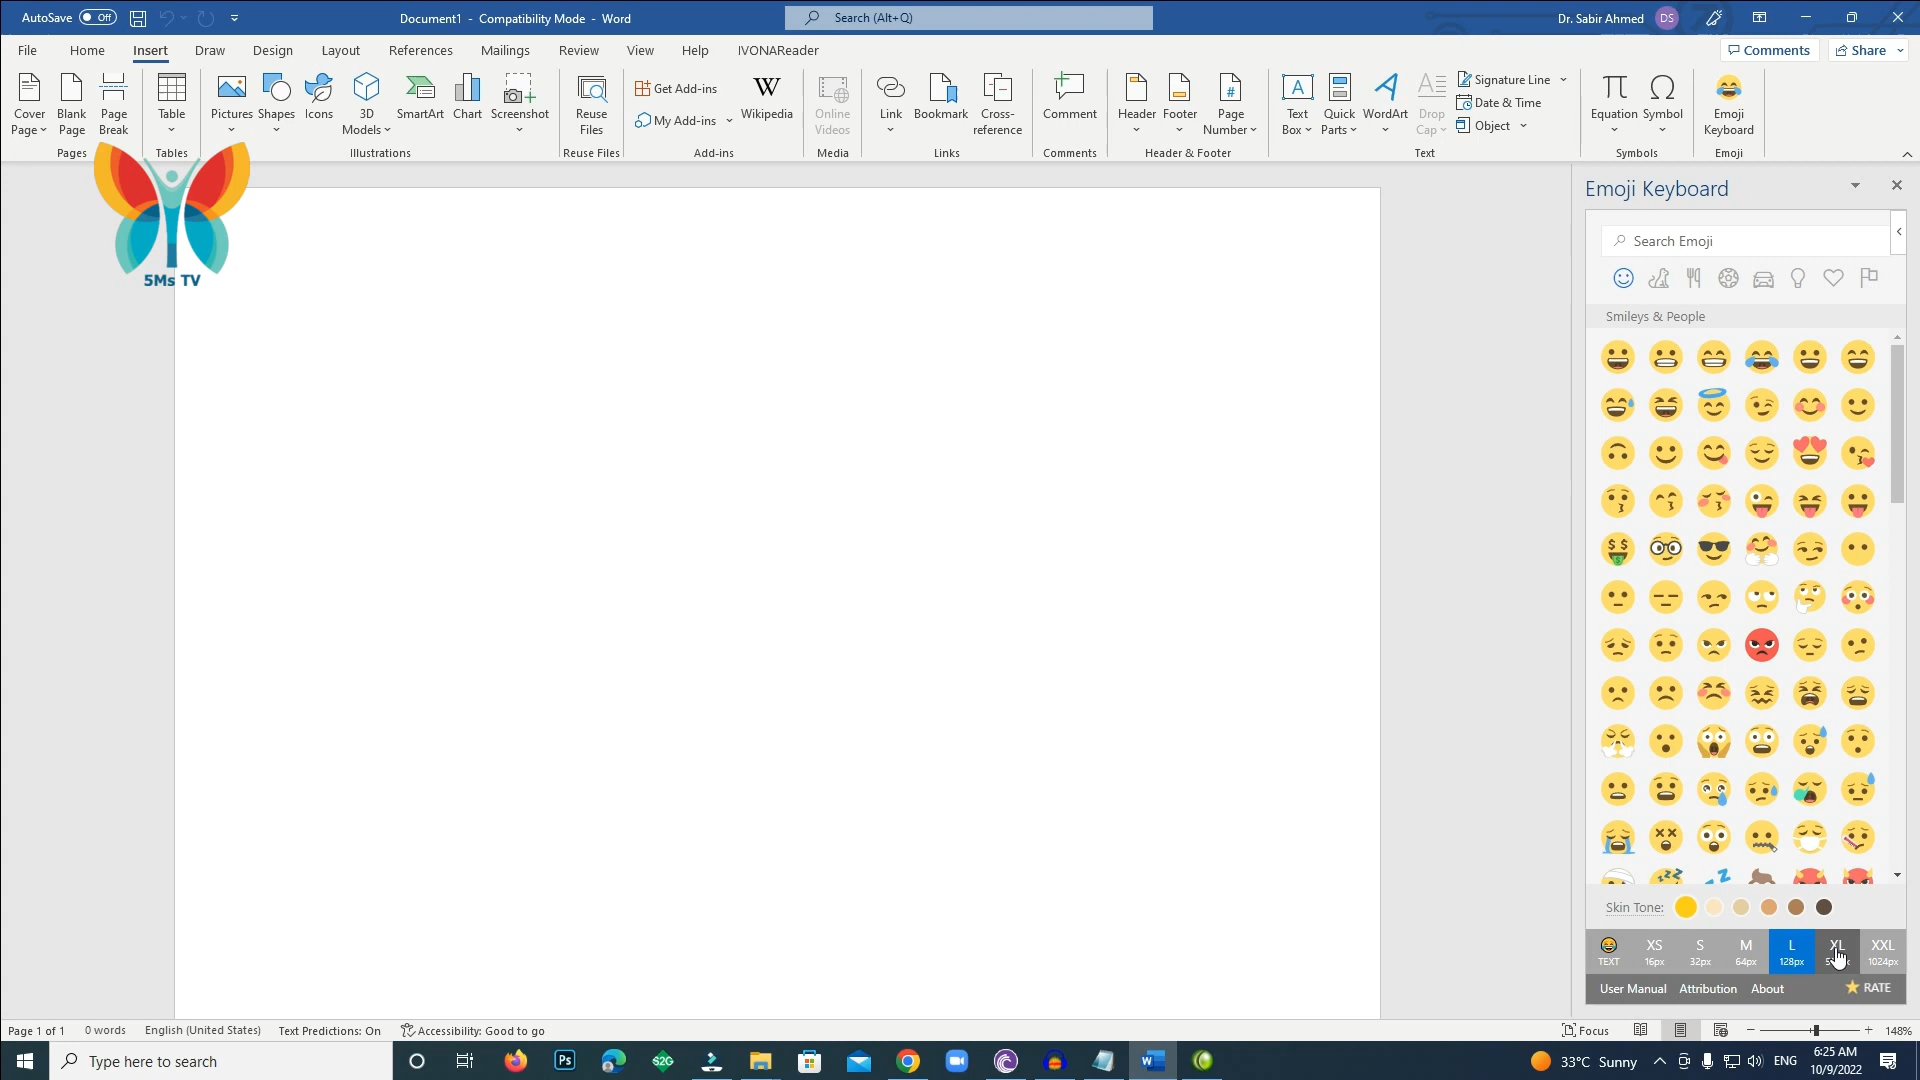 AutoSave Off
Document1 - Compatibility Mode - Word
Search (Alt+Q)
Dr. Sabir Ahmed DS
File Home Insert Draw Design Layout References Mailings Review View Help IVONAReader
Comments Share
Cover Page
Blank Page
Page Break
Pages
Table
Tables
Pictures
Shapes
Icons
3D Models
SmartArt
Chart
Screenshot
Illustrations
Reuse Files
Reuse Files
Get Add-ins
My Add-ins
W
Wikipedia
Add-ins
Online Videos
Media
Link
Bookmark
Cross-reference
Links
Comment
Comments
Header
Footer
Page Number
Header & Footer
Text Box
Quick Parts
WordArt
Drop Cap
Signature Line
Date & Time
Object
Text
Equation
Symbol
Symbols
Emoji Keyboard
Emoji
5Ms TV
Emoji Keyboard
Search Emoji
Smileys & People
Skin Tone:
TEXT
XS 16px
S 32px
M 64px
L 128px
XL
XXL 1024px
User Manual Attribution About RATE
Page 1 of 1 0 words English (United States) Text Predictions: On Accessibility: Good to go
Focus
148%
Type here to search
Ps
S2G
33°C Sunny
ENG
6:25 AM
10/9/2022